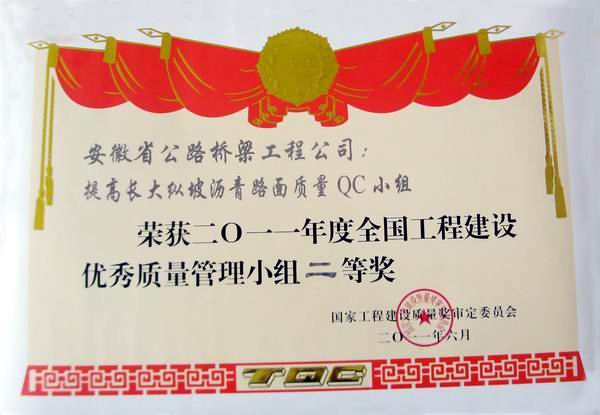 安徽省公路桥梁工程公司：
提高长大纵坡沥青路面质量QC小组
荣获二〇一一年度全国工程建设
优秀质量管理小组二等奖
国家工程建设质量奖审定委员会
二〇一一年六月
TQC